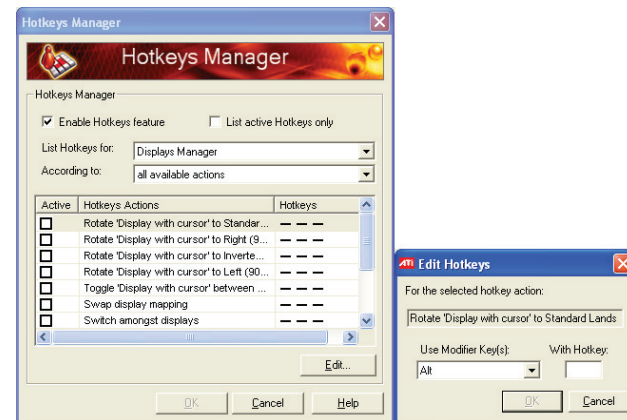 Hotkeys Manager
Hotkeys Manager
Hotkeys Manager
Enable Hotkeys feature
List active Hotkeys only
List Hotkeys for:
Displays Manager
According to:
all available actions
Active Hotkeys Actions Hotkeys
Rotate 'Display with cursor' to Standar... – – –
Rotate 'Display with cursor' to Right (9... – – –
Rotate 'Display with cursor' to Inverte... – – –
Rotate 'Display with cursor' to Left (90... – – –
Toggle 'Display with cursor' between ... – – –
Swap display mapping – – –
Switch amongst displays – – –
Edit...
OK Cancel Help
ATI Edit Hotkeys
For the selected hotkey action:
Rotate 'Display with cursor' to Standard Lands
Use Modifier Key(s): With Hotkey:
Alt
OK Cancel